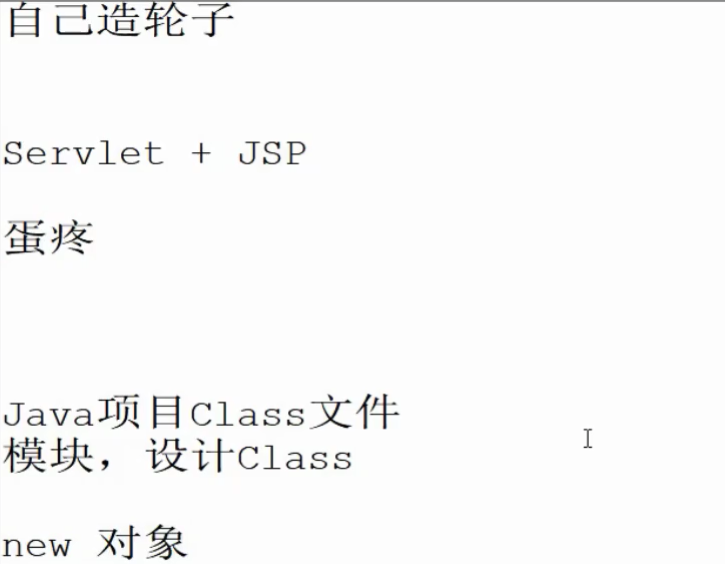 自己造轮子
Servlet + JSP
蛋疼
Java项目Class文件
模块，设计Class
new 对象